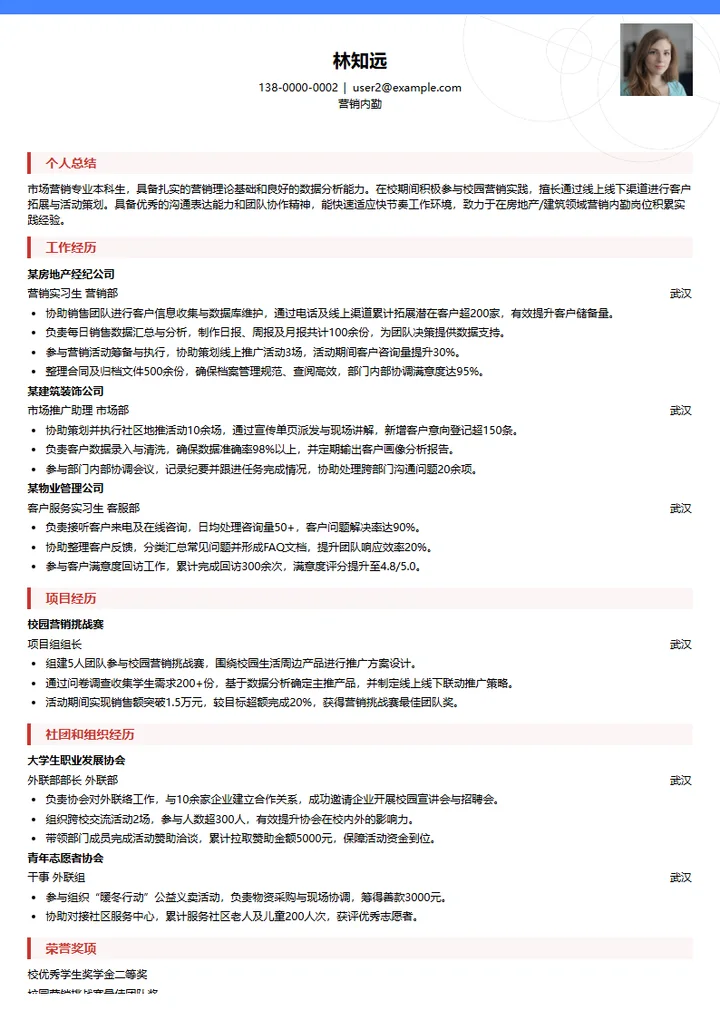 林知远
138-0000-0002 | user2@example.com
营销内勤
个人总结
市场营销专业本科生，具备扎实的营销理论基础和良好的数据分析能力。在校期间积极参与校园营销实践，擅长通过线上线下渠道进行客户
拓展与活动策划。具备优秀的沟通表达能力和团队协作精神，能快速适应快节奏工作环境，致力于在房地产/建筑领域营销内勤岗位积累实
践经验。
工作经历
某房地产经纪公司
营销实习生 营销部 武汉
• 协助销售团队进行客户信息收集与数据库维护，通过电话及线上渠道累计拓展潜在客户超200家，有效提升客户储备量。
• 负责每日销售数据汇总与分析，制作日报、周报及月报共计100余份，为团队决策提供数据支持。
• 参与营销活动筹备与执行，协助策划线上推广活动3场，活动期间客户咨询量提升30%。
• 整理合同及归档文件500余份，确保档案管理规范、查阅高效，部门内部协调满意度达95%。
某建筑装饰公司
市场推广助理 市场部 武汉
• 协助策划并执行社区地推活动10余场，通过宣传单页派发与现场讲解，新增客户意向登记超150条。
• 负责客户数据录入与清洗，确保数据准确率98%以上，并定期输出客户画像分析报告。
• 参与部门内部协调会议，记录纪要并跟进任务完成情况，协助处理跨部门沟通问题20余项。
某物业管理公司
客户服务实习生 客服部 武汉
• 负责接听客户来电及在线咨询，日均处理咨询量50+，客户问题解决率达90%。
• 协助整理客户反馈，分类汇总常见问题并形成FAQ文档，提升团队响应效率20%。
• 参与客户满意度回访工作，累计完成回访300余次，满意度评分提升至4.8/5.0。
项目经历
校园营销挑战赛
项目组组长 武汉
• 组建5人团队参与校园营销挑战赛，围绕校园生活周边产品进行推广方案设计。
• 通过问卷调查收集学生需求200+份，基于数据分析确定主推产品，并制定线上线下联动推广策略。
• 活动期间实现销售额突破1.5万元，较目标超额完成20%，获得营销挑战赛最佳团队奖。
社团和组织经历
大学生职业发展协会
外联部部长 外联部 武汉
• 负责协会对外联络工作，与10余家企业建立合作关系，成功邀请企业开展校园宣讲会与招聘会。
• 组织跨校交流活动2场，参与人数超300人，有效提升协会在校内外的影响力。
• 带领部门成员完成活动赞助洽谈，累计拉取赞助金额5000元，保障活动资金到位。
青年志愿者协会
干事 外联组 武汉
• 参与组织“暖冬行动”公益义卖活动，负责物资采购与现场协调，筹得善款3000元。
• 协助对接社区服务中心，累计服务社区老人及儿童200人次，获评优秀志愿者。
荣誉奖项
校优秀学生奖学金二等奖
校园营销挑战赛最佳团队奖